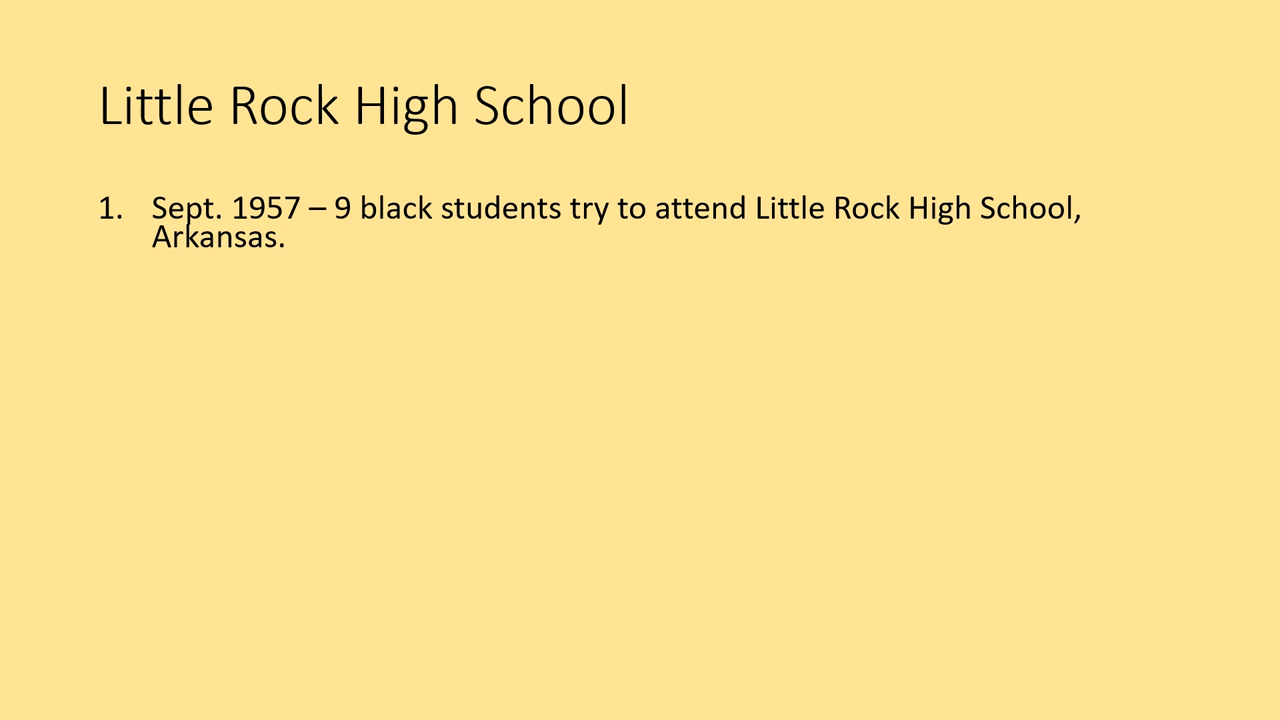 Little Rock High School
1. Sept. 1957 – 9 black students try to attend Little Rock High School,
Arkansas.